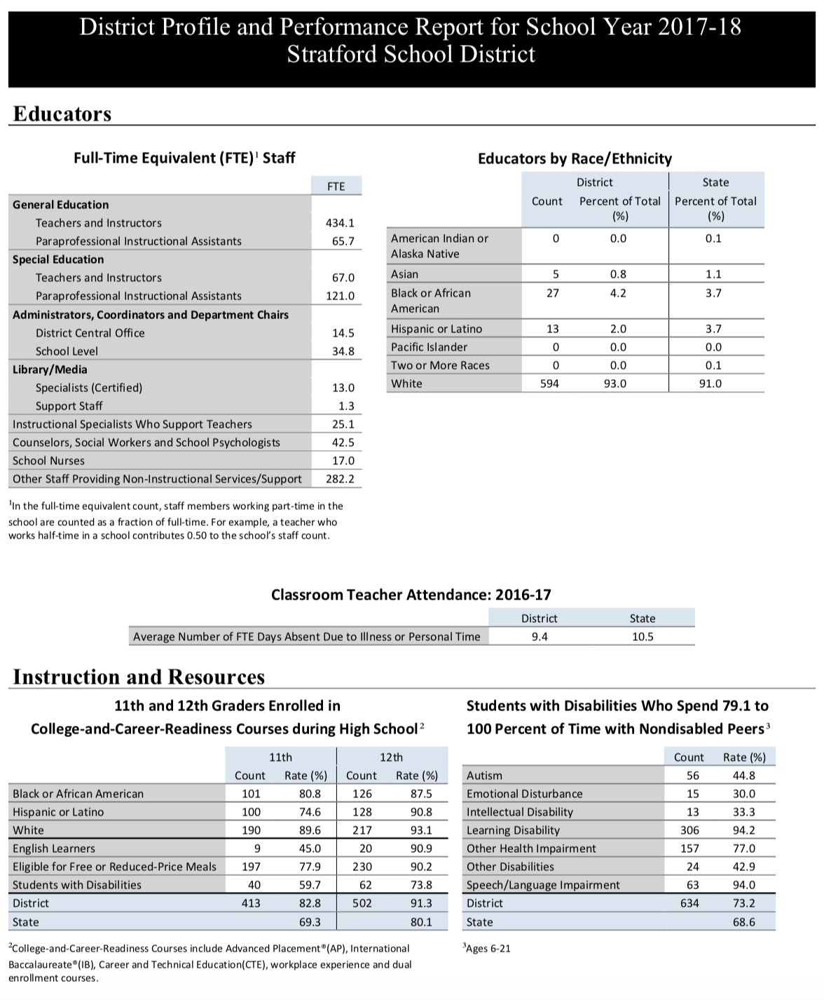 District Profile and Performance Report for School Year 2017-18
Stratford School District
Educators
Full-Time Equivalent (FTE)¹ Staff
FTE
General Education
Teachers and Instructors 434.1
Paraprofessional Instructional Assistants 65.7
Special Education
Teachers and Instructors 67.0
Paraprofessional Instructional Assistants 121.0
Administrators, Coordinators and Department Chairs
District Central Office 14.5
School Level 34.8
Library/Media
Specialists (Certified) 13.0
Support Staff 1.3
Instructional Specialists Who Support Teachers 25.1
Counselors, Social Workers and School Psychologists 42.5
School Nurses 17.0
Other Staff Providing Non-Instructional Services/Support 282.2
¹In the full-time equivalent count, staff members working part-time in the
school are counted as a fraction of full-time. For example, a teacher who
works half-time in a school contributes 0.50 to the school's staff count.
Educators by Race/Ethnicity
District State
Count Percent of Total Percent of Total
(%) (%)
American Indian or 0 0.0 0.1
Alaska Native
Asian 5 0.8 1.1
Black or African 27 4.2 3.7
American
Hispanic or Latino 13 2.0 3.7
Pacific Islander 0 0.0 0.0
Two or More Races 0 0.0 0.1
White 594 93.0 91.0
Classroom Teacher Attendance: 2016-17
District State
Average Number of FTE Days Absent Due to Illness or Personal Time 9.4 10.5
Instruction and Resources
11th and 12th Graders Enrolled in
College-and-Career-Readiness Courses during High School²
11th 12th
Count Rate (%) Count Rate (%)
Black or African American 101 80.8 126 87.5
Hispanic or Latino 100 74.6 128 90.8
White 190 89.6 217 93.1
English Learners 9 45.0 20 90.9
Eligible for Free or Reduced-Price Meals 197 77.9 230 90.2
Students with Disabilities 40 59.7 62 73.8
District 413 82.8 502 91.3
State 69.3 80.1
²College-and-Career-Readiness Courses include Advanced Placement®(AP), International
Baccalaureate®(IB), Career and Technical Education(CTE), workplace experience and dual
enrollment courses.
Students with Disabilities Who Spend 79.1 to
100 Percent of Time with Nondisabled Peers³
Count Rate (%)
Autism 56 44.8
Emotional Disturbance 15 30.0
Intellectual Disability 13 33.3
Learning Disability 306 94.2
Other Health Impairment 157 77.0
Other Disabilities 24 42.9
Speech/Language Impairment 63 94.0
District 634 73.2
State 68.6
³Ages 6-21